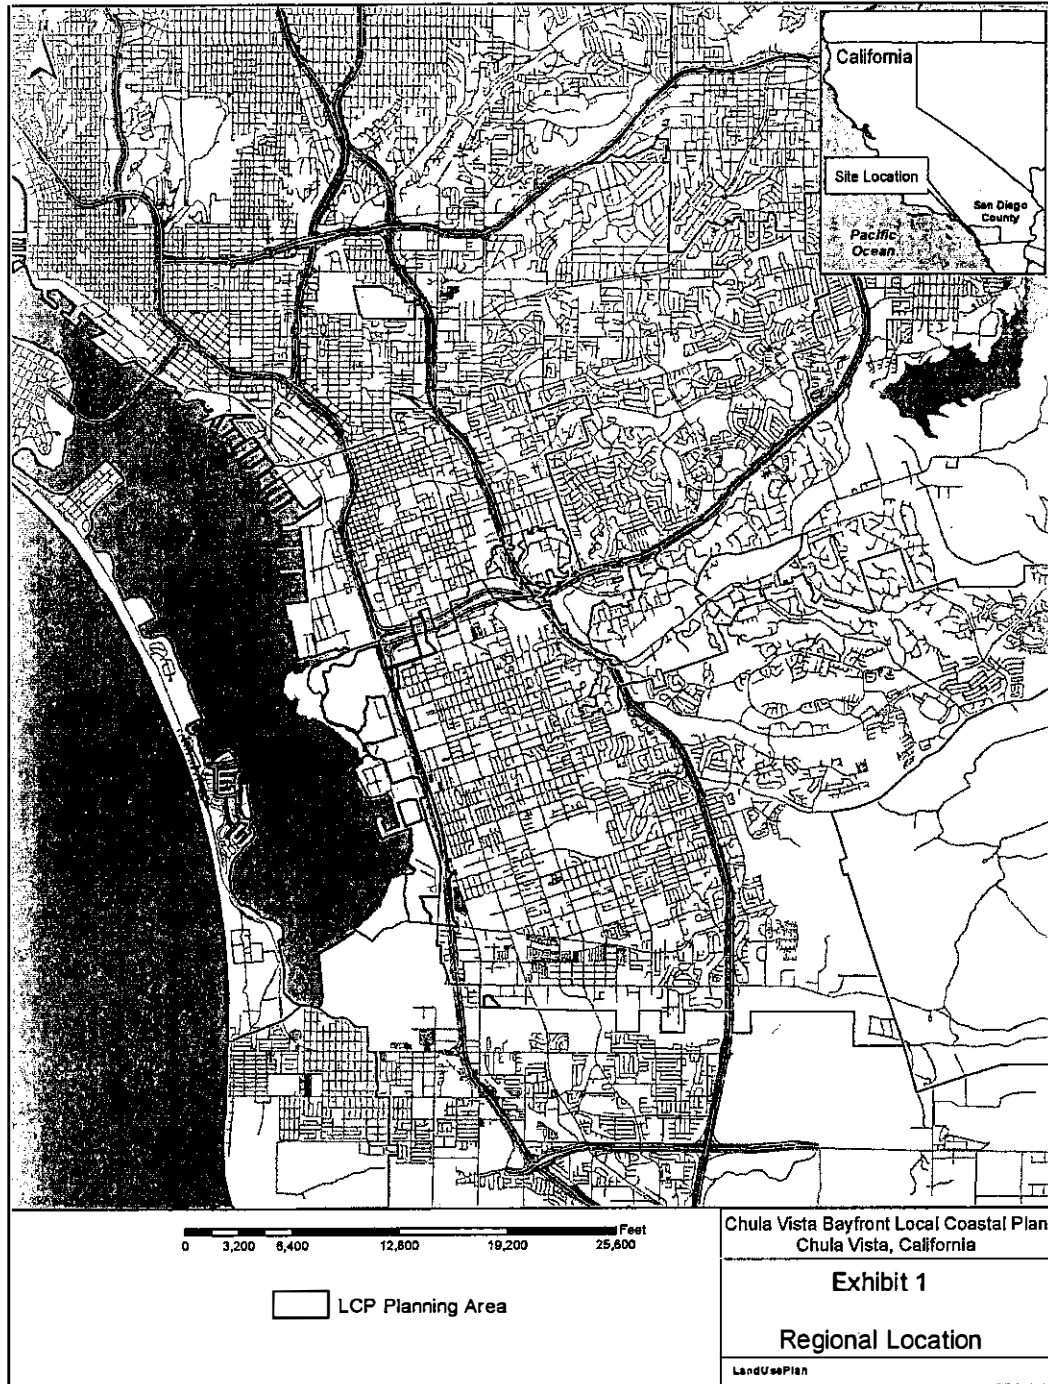 California
Site Location
San Diego
County
Pacific
Ocean
Feet
0 3,200 6,400 12,800 19,200 25,600
LCP Planning Area
Chula Vista Bayfront Local Coastal Plan
Chula Vista, California
Exhibit 1
Regional Location
LandUsePlan